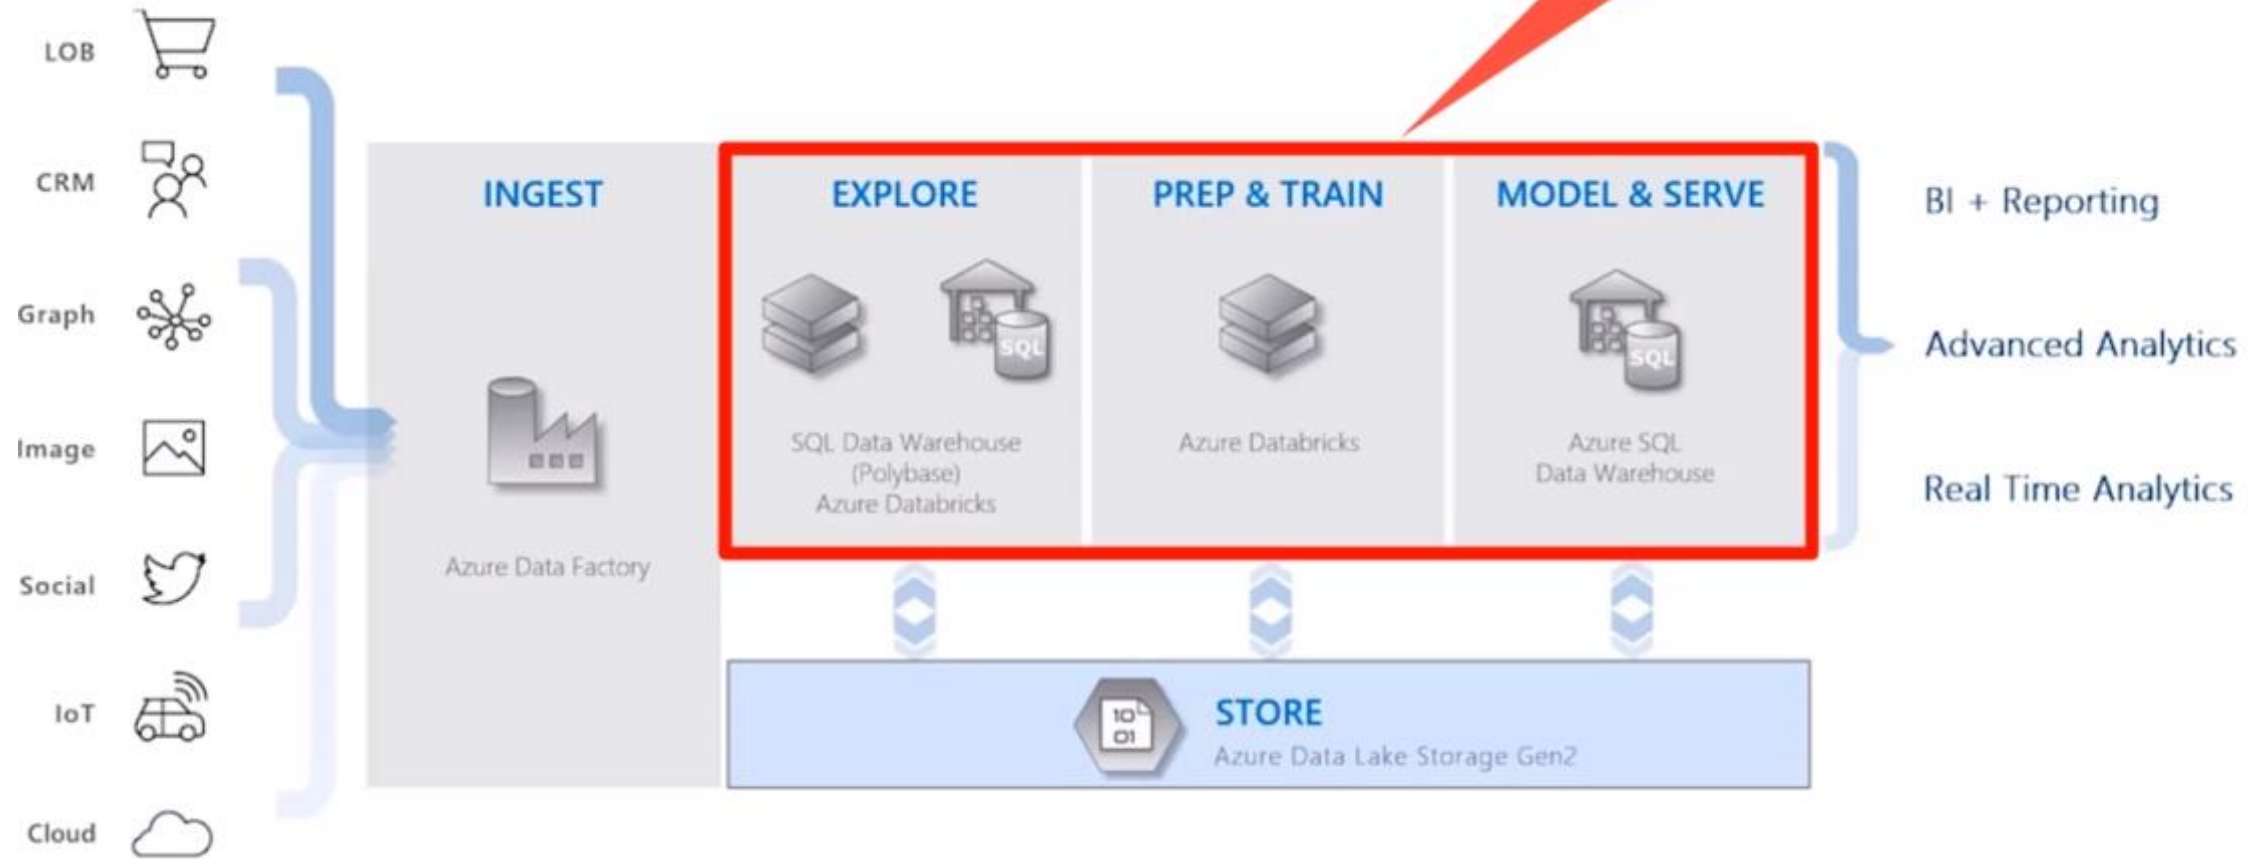 LOB
CRM
Graph
Image
Social
IoT
Cloud
INGEST
Azure Data Factory
EXPLORE
SQL
SQL Data Warehouse
(Polybase)
Azure Databricks
PREP & TRAIN
Azure Databricks
MODEL & SERVE
SQL
Azure SQL
Data Warehouse
10
01
STORE
Azure Data Lake Storage Gen2
BI + Reporting
Advanced Analytics
Real Time Analytics